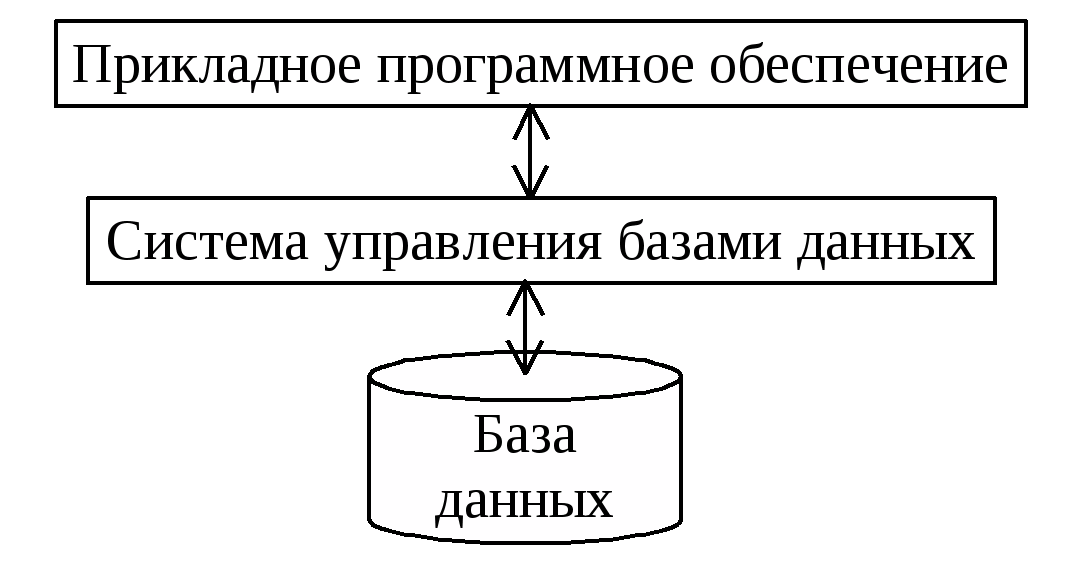 Прикладное программное обеспечение
Система управления базами данных
База
данных